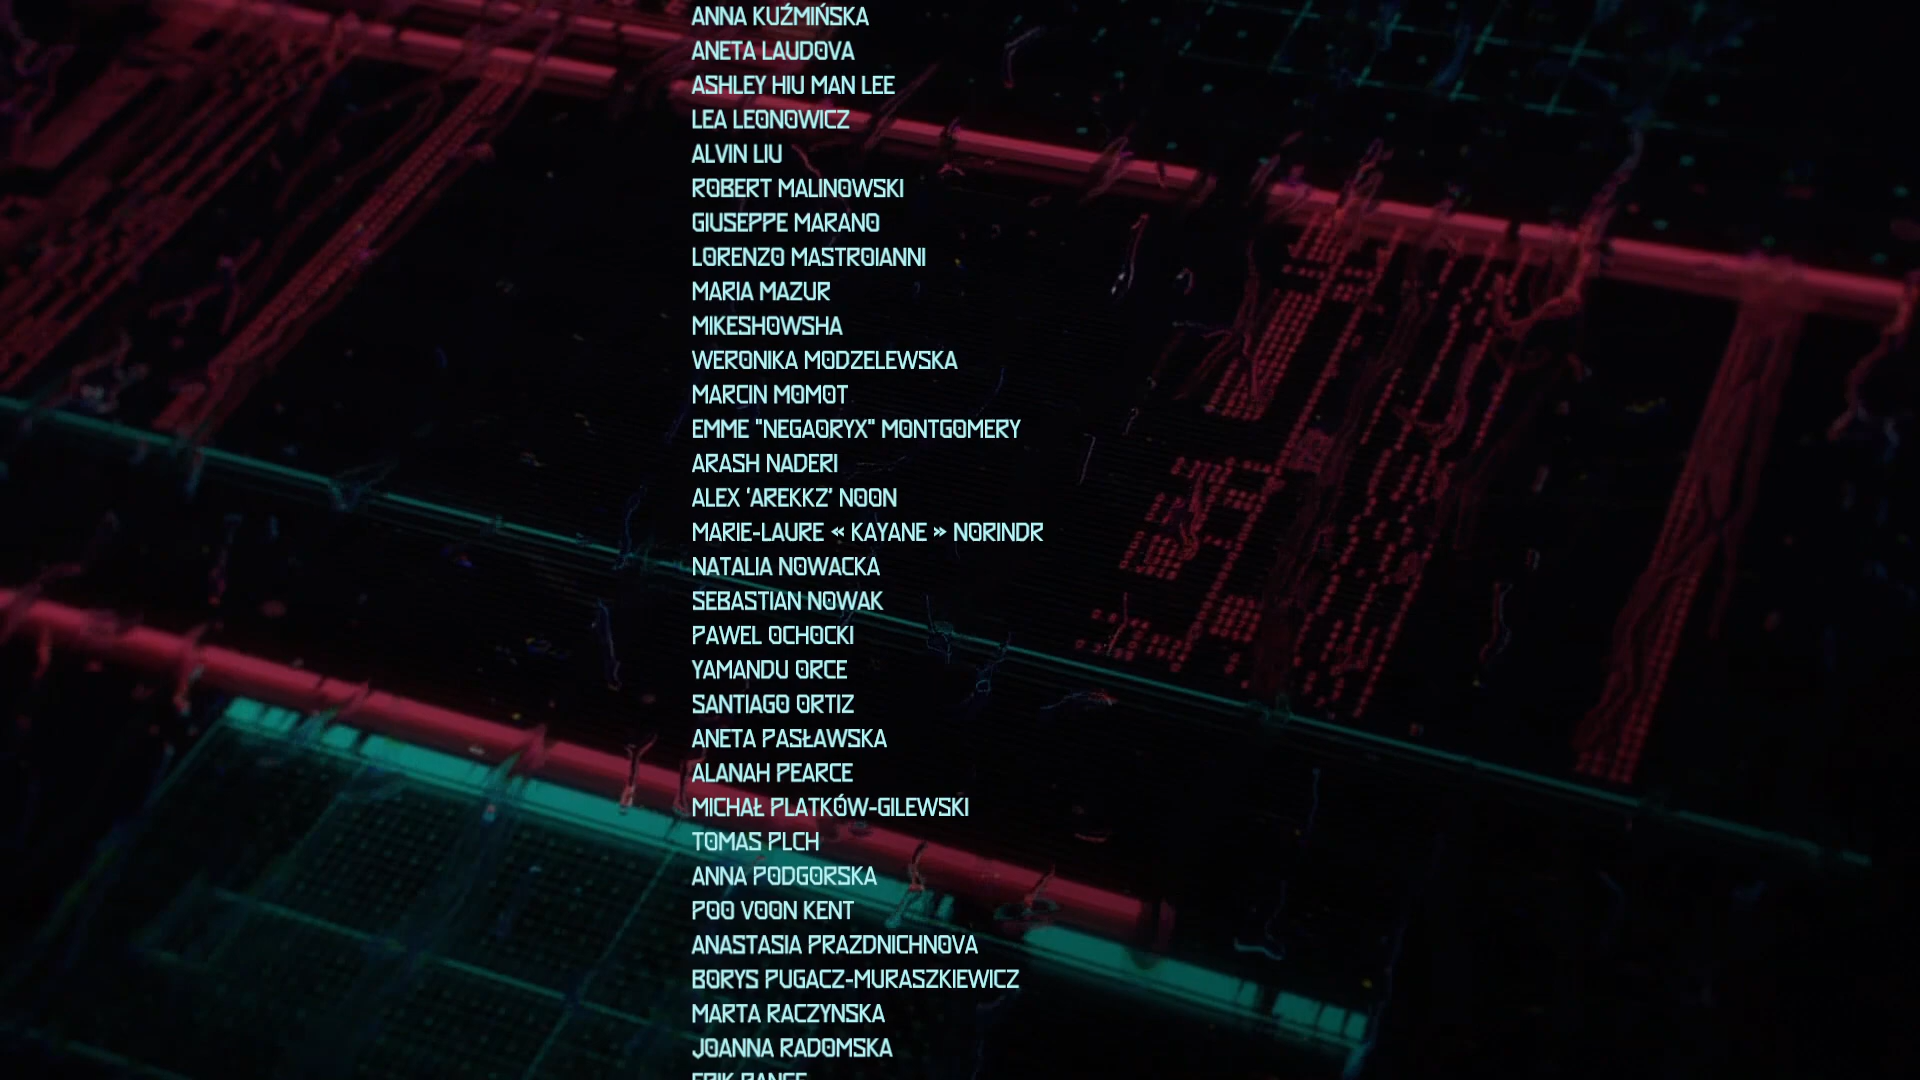 ANNA KUŹMIŃSKA
ANETA LAUDOVA
ASHLEY HIU MAN LEE
LEA LEONOWICZ
ALVIN LIU
ROBERT MALINOWSKI
GIUSEPPE MARANO
LORENZO MASTROIANNI
MARIA MAZUR
MIKESHOWSHA
WERONIKA MODZELEWSKA
MARCIN MOMOT
EMME "NEGAORYX" MONTGOMERY
ARASH NADERI
ALEX 'AREKKZ' NOON
MARIE-LAURE « KAYANE » NORINDR
NATALIA NOWACKA
SEBASTIAN NOWAK
PAWEL OCHOCKI
YAMANDU ORCE
SANTIAGO ORTIZ
ANETA PASŁAWSKA
ALANAH PEARCE
MICHAŁ PLATKÓW-GILEWSKI
TOMAS PLCH
ANNA PODGORSKA
POO VOON KENT
ANASTASIA PRAZDNICHNOVA
BORYS PUGACZ-MURASZKIEWICZ
MARTA RACZYNSKA
JOANNA RADOMSKA